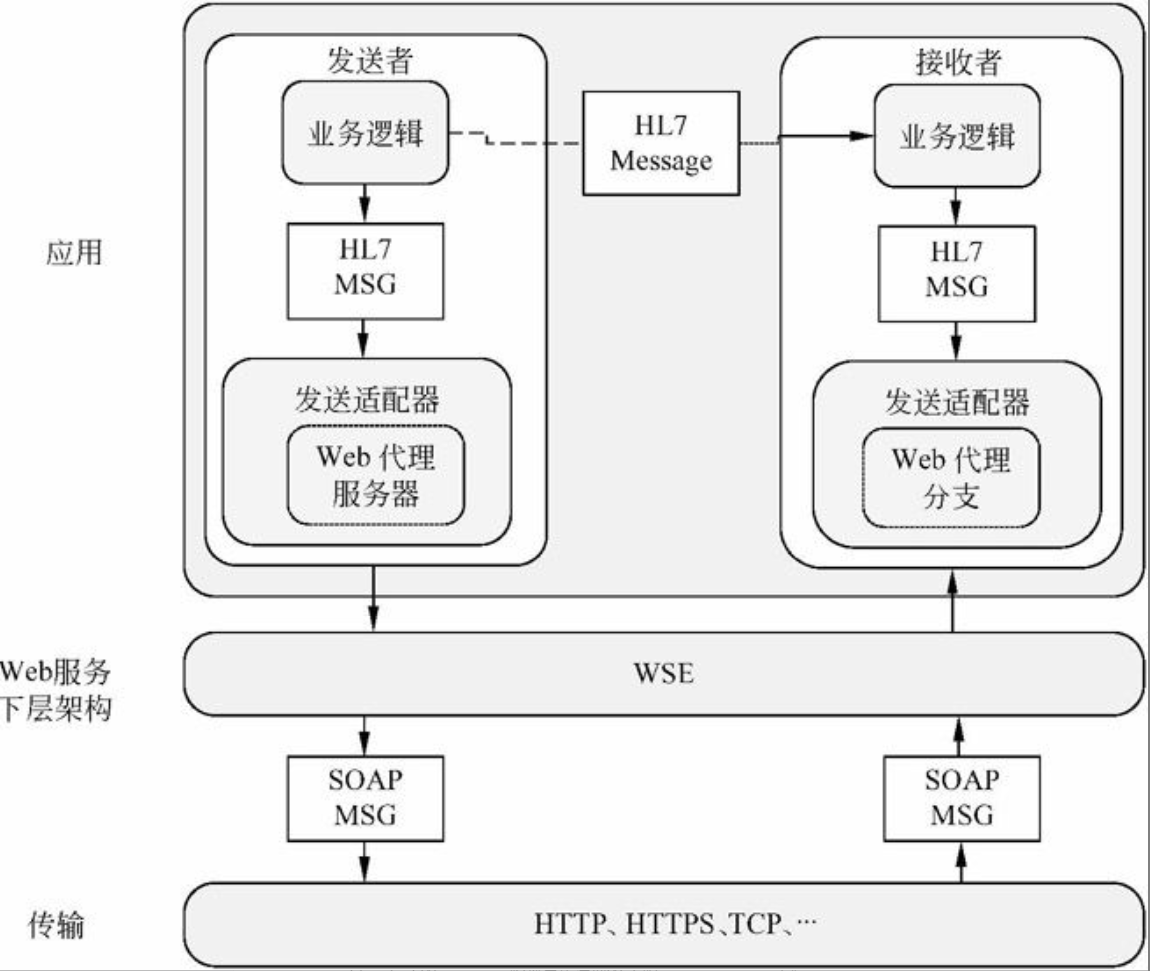 发送者
接收者
业务逻辑
HL7
Message
业务逻辑
应用
HL7
MSG
HL7
MSG
发送适配器
Web 代理
服务器
发送适配器
Web 代理
分支
Web服务
下层架构
WSE
SOAP
MSG
SOAP
MSG
传输
HTTP、HTTPS、TCP、…